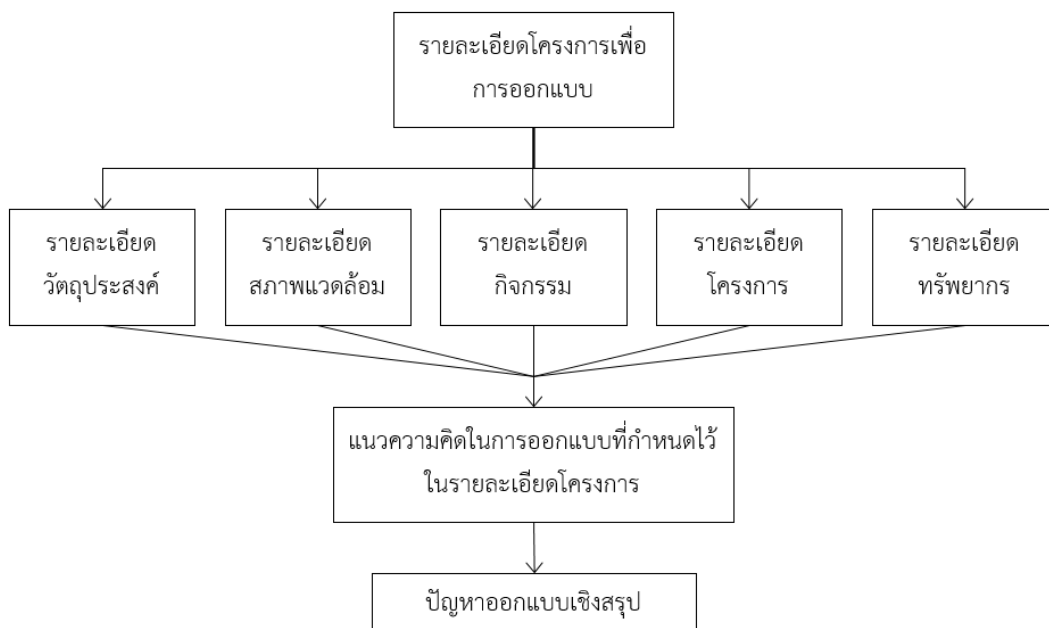 รายละเอียดโครงการเพื่อ
การออกแบบ
รายละเอียด
วัตถุประสงค์
รายละเอียด
สภาพแวดล้อม
รายละเอียด
กิจกรรม
รายละเอียด
โครงการ
รายละเอียด
ทรัพยากร
แนวความคิดในการออกแบบที่กำหนดไว้
ในรายละเอียดโครงการ
ปัญหาออกแบบเชิงสรุป